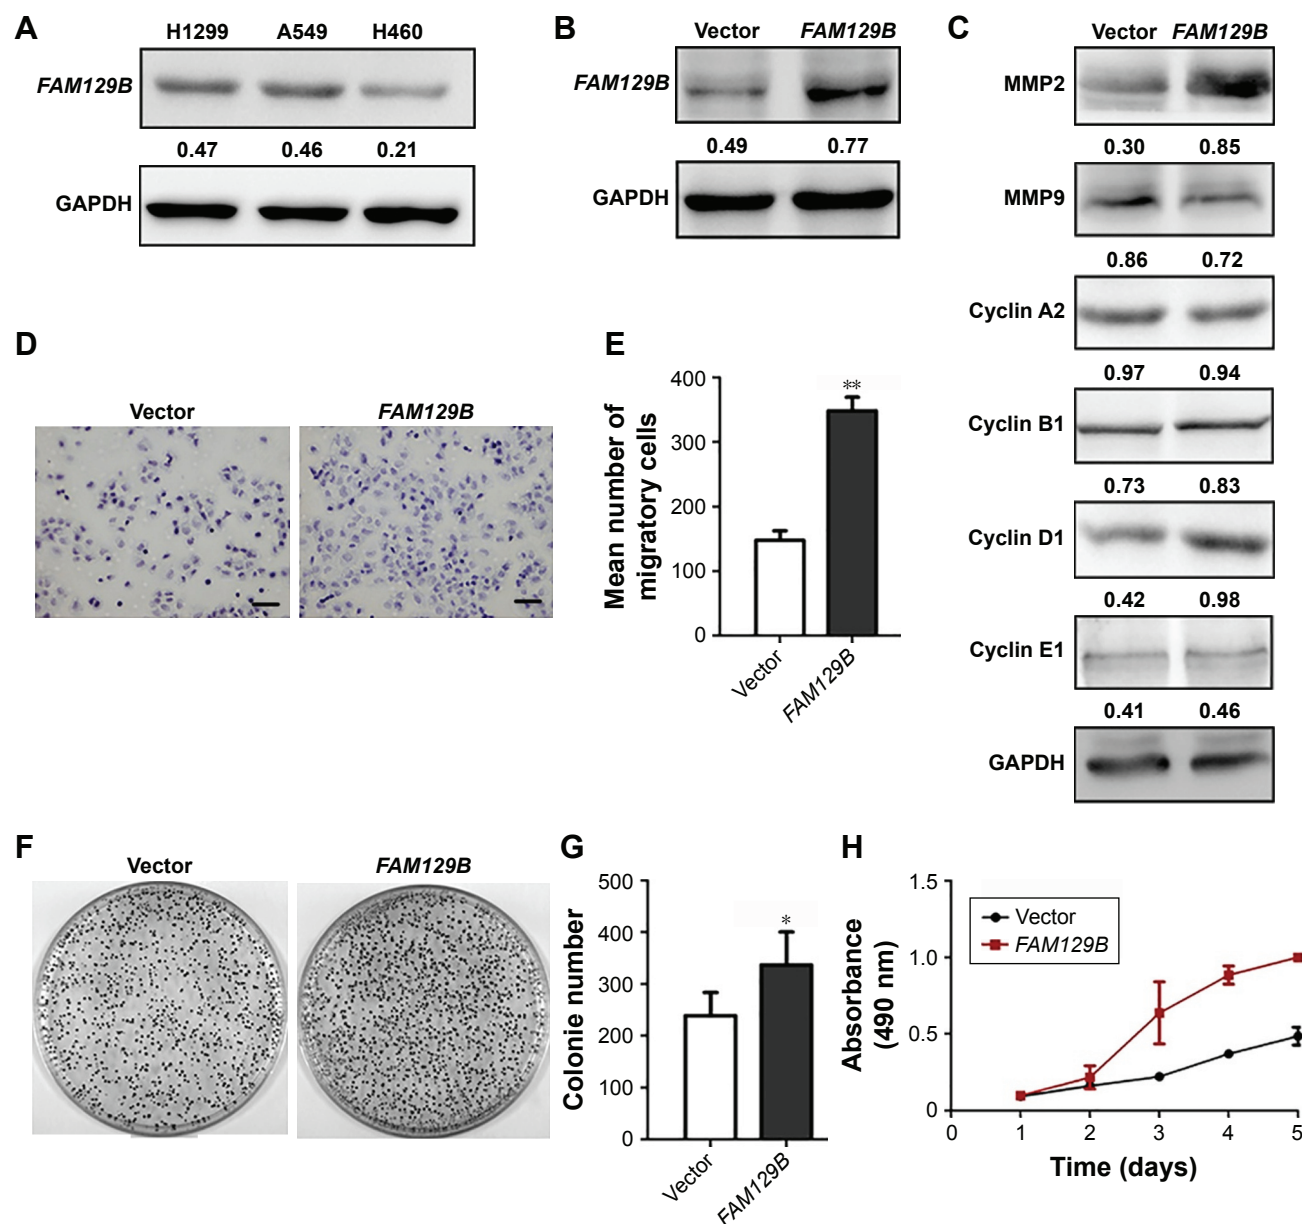 A
H1299 A549 H460
FAM129B
0.47 0.46 0.21
GAPDH
B
Vector FAM129B
FAM129B
0.49 0.77
GAPDH
C
Vector FAM129B
MMP2
0.30 0.85
MMP9
0.86 0.72
Cyclin A2
0.97 0.94
Cyclin B1
0.73 0.83
Cyclin D1
0.42 0.98
Cyclin E1
0.41 0.46
GAPDH
D
Vector FAM129B
E
Mean number of
migratory cells
400
300
200
100
0
**
Vector
FAM129B
F
Vector FAM129B
G
Colonie number
500
400
300
200
100
0
*
Vector
FAM129B
H
Absorbance
(490 nm)
1.5
1.0
0.5
0
Vector
FAM129B
0 1 2 3 4 5
Time (days)